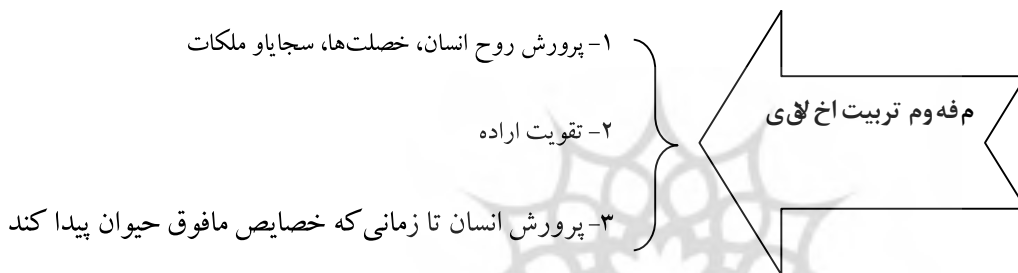 مفهوم تربیت اخلاقی
۱- پرورش روح انسان، خصلت‌ها، سجایاو ملکات
۲- تقویت اراده
۳- پرورش انسان تا زمانی‌که خصایص مافوق حیوان پیدا کند